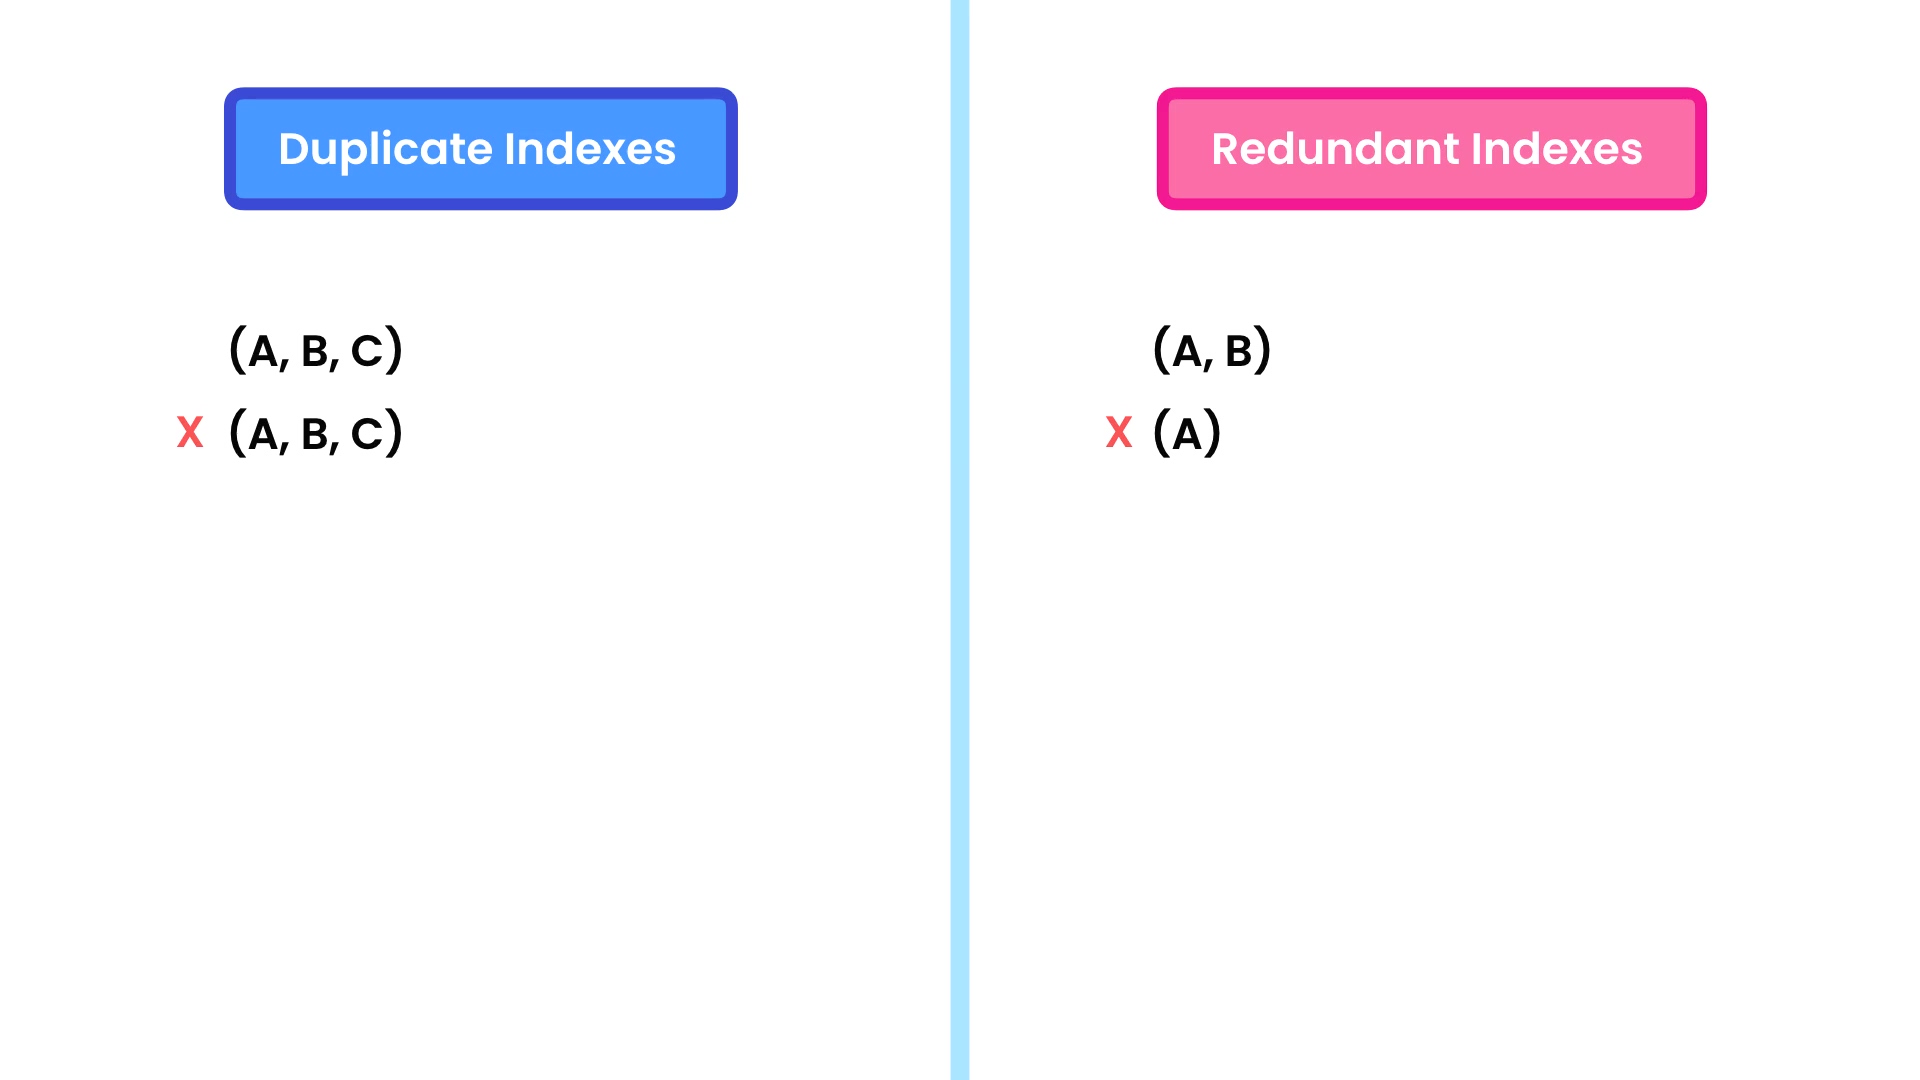 Duplicate Indexes
(A, B, C)
X (A, B, C)
Redundant Indexes
(A, B)
X (A)